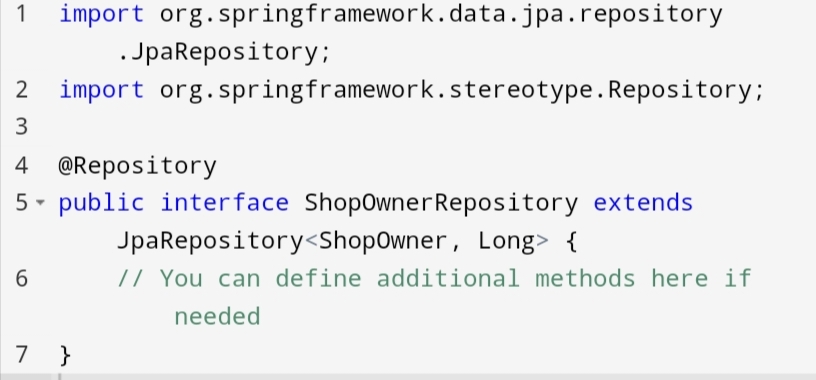 1 import org.springframework.data.jpa.repository
.JpaRepository;
2 import org.springframework.stereotype.Repository;
3
4 @Repository
5 public interface ShopOwnerRepository extends
JpaRepository<ShopOwner, Long> {
6 // You can define additional methods here if
needed
7 }